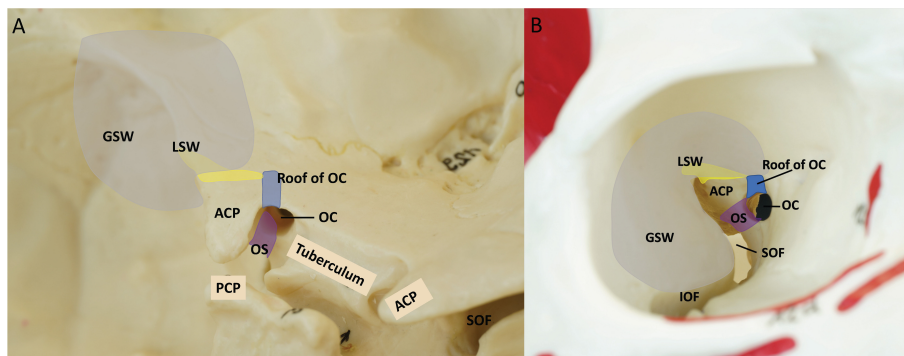 A
GSW
LSW
Roof of OC
ACP
OC
OS
Tuberculum
PCP
ACP
SOF
B
LSW
Roof of OC
ACP
OS
OC
GSW
SOF
IOF